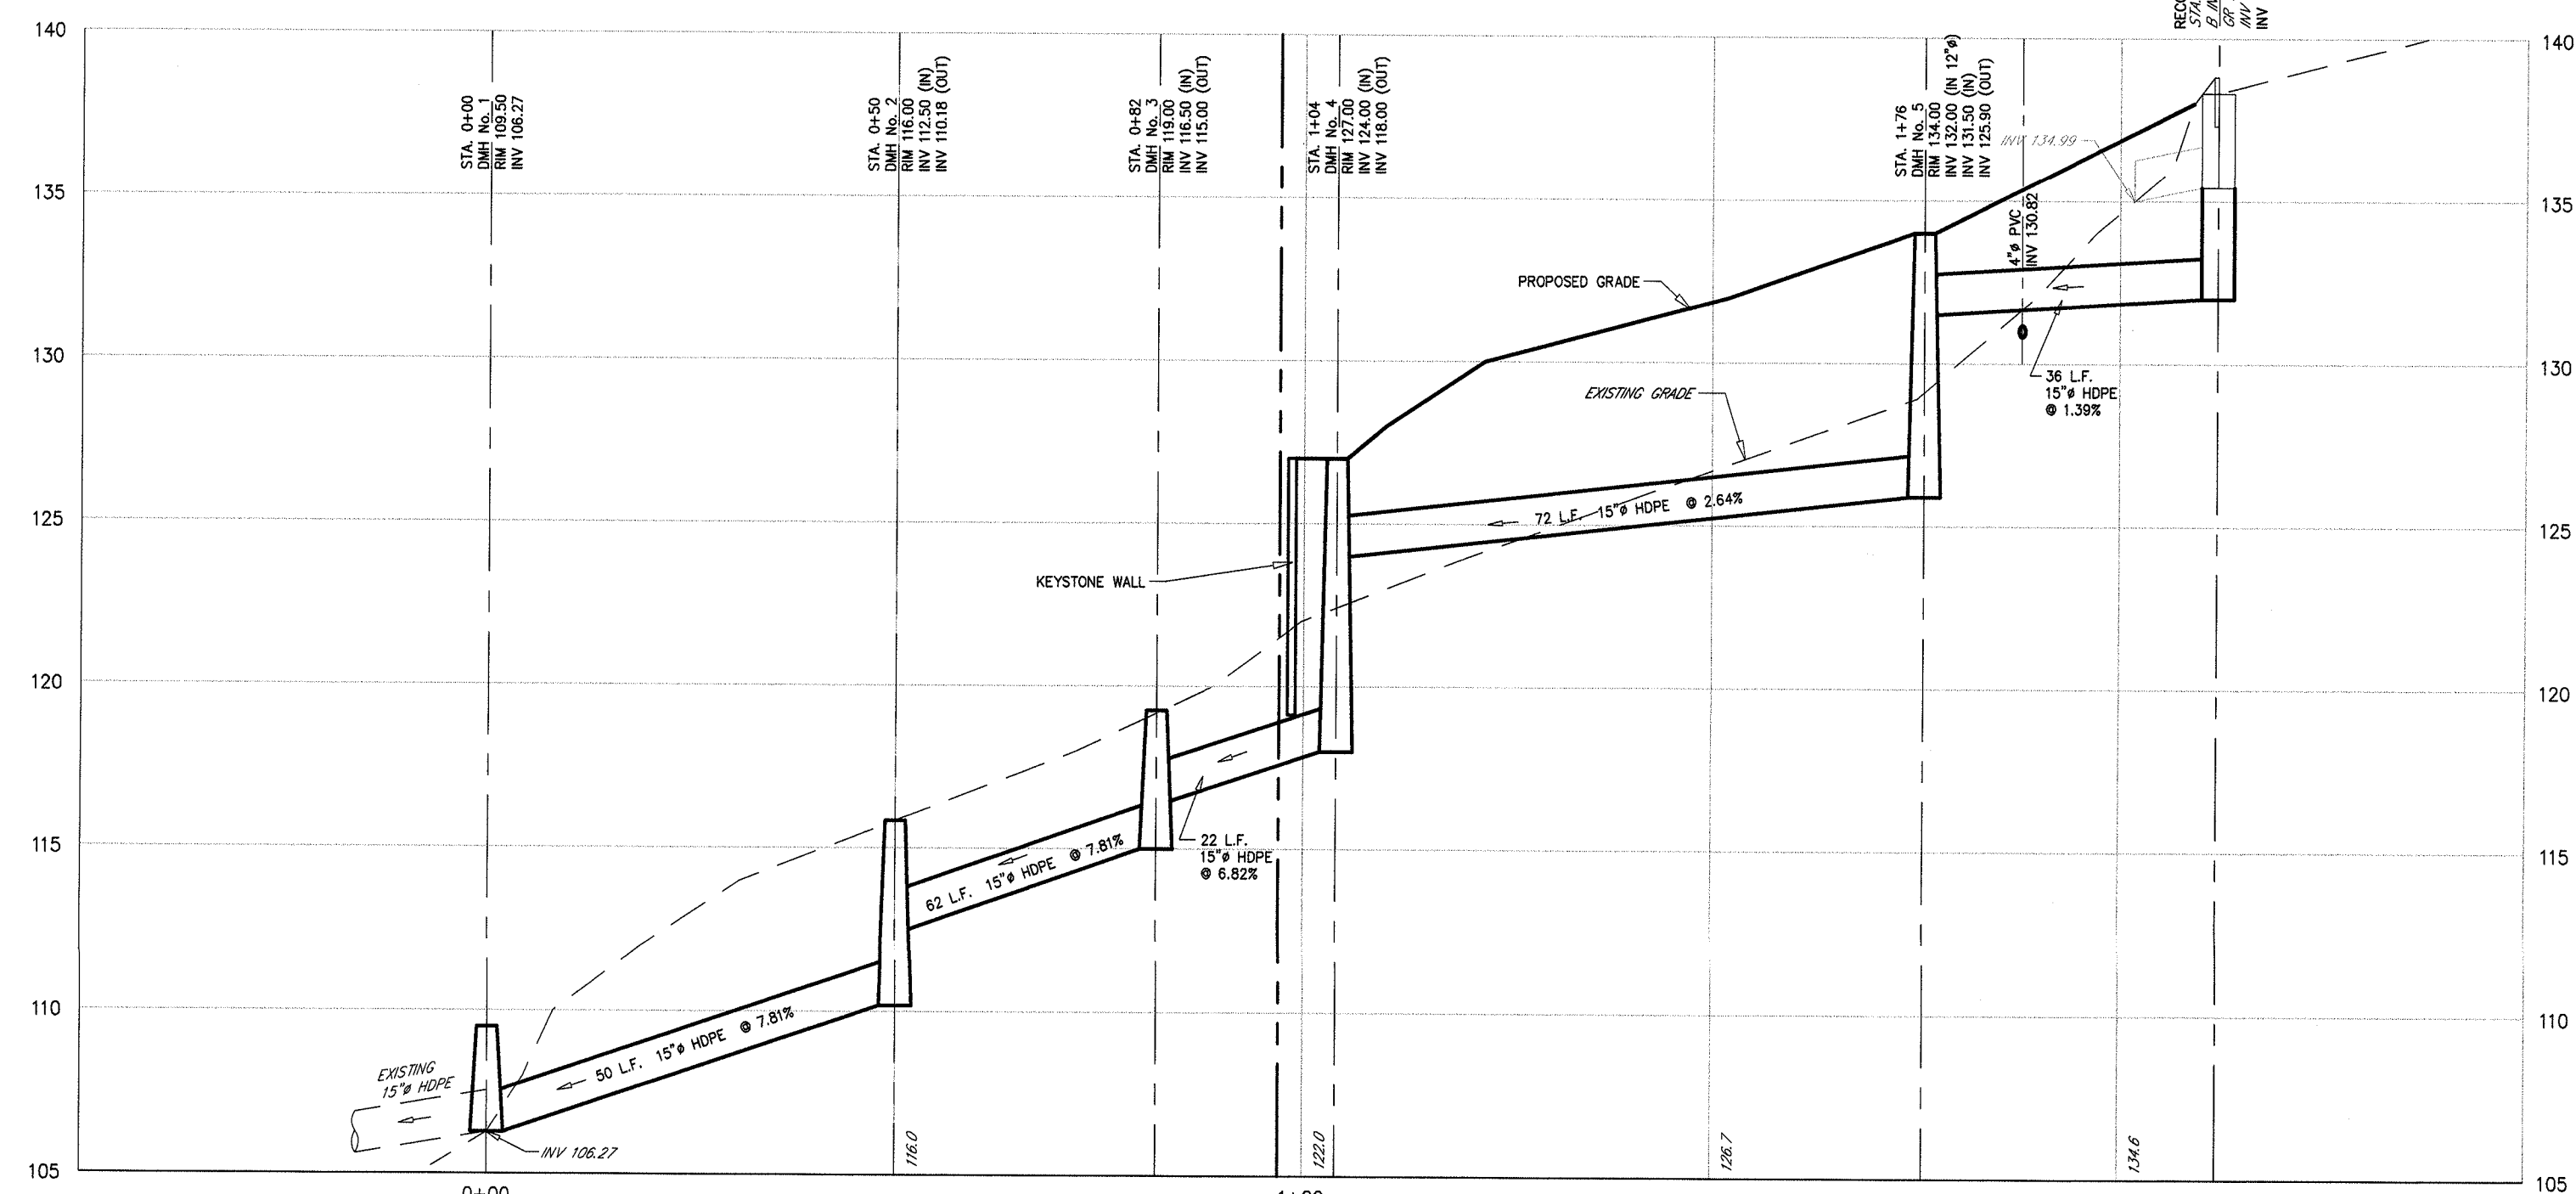 140
135
130
125
120
115
110
105
STA. 0+00
DMH No. 1
RIM 109.50
INV 106.27
STA. 0+50
DMH No. 2
RIM 116.00
INV 112.50 (IN)
INV 110.18 (OUT)
STA. 0+82
DMH No. 3
RIM 119.00
INV 116.50 (IN)
INV 115.00 (OUT)
STA. 1+04
DMH No. 4
RIM 127.00
INV 124.00 (IN)
INV 118.00 (OUT)
STA. 1+76
DMH No. 5
RIM 134.00
INV 132.00 (IN 12"ø)
INV 131.50 (IN)
INV 125.90 (OUT)
4"ø PVC
INV 130.82
INV 134.99
STA.
INV
INV
PROPOSED GRADE
EXISTING GRADE
36 L.F.
15"ø HDPE
@ 1.39%
72 L.F. 15"ø HDPE @ 2.64%
KEYSTONE WALL
22 L.F.
15"ø HDPE
@ 6.82%
62 L.F. 15"ø HDPE @ 7.81%
50 L.F. 15"ø HDPE @ 7.81%
EXISTING
15"ø HDPE
INV 106.27
116.0
122.0
126.7
134.6
0+00
140
135
130
125
120
115
110
105